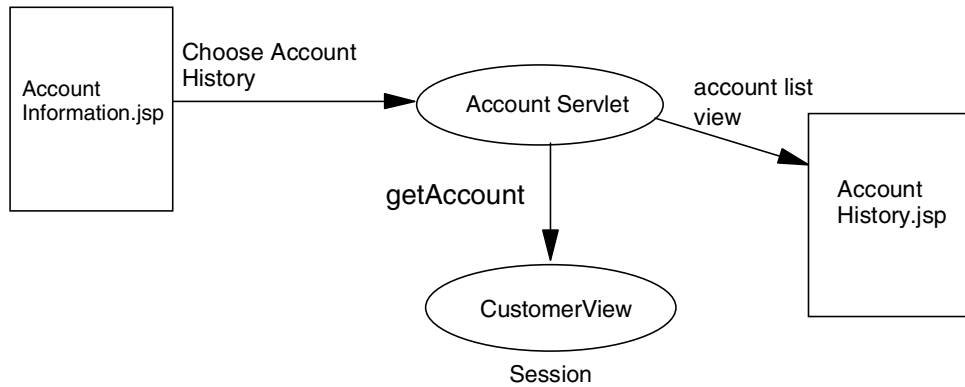 Account
Information.jsp
Choose Account
History
Account Servlet
account list
view
getAccount
Account
History.jsp
CustomerView
Session